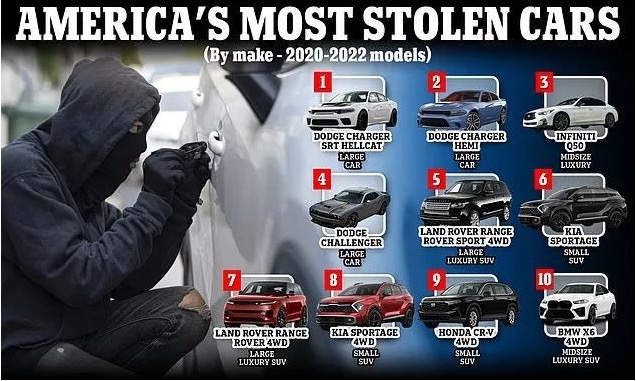 AMERICA'S MOST STOLEN CARS
(By make - 2020-2022 models)
1
DODGE CHARGER
SRT HELLCAT
LARGE
CAR
2
DODGE CHARGER
HEMI
LARGE
CAR
3
INFINITI
Q50
MIDSIZE
LUXURY
4
DODGE
CHALLENGER
LARGE
CAR
5
LAND ROVER RANGE
ROVER SPORT 4WD
LARGE
LUXURY SUV
6
KIA
SPORTAGE
SMALL
SUV
7
LAND ROVER RANGE
ROVER 4WD
LARGE
LUXURY SUV
8
KIA SPORTAGE
4WD
SMALL
SUV
9
HONDA CR-V
4WD
SMALL
SUV
10
BMW X6
4WD
MIDSIZE
LUXURY SUV